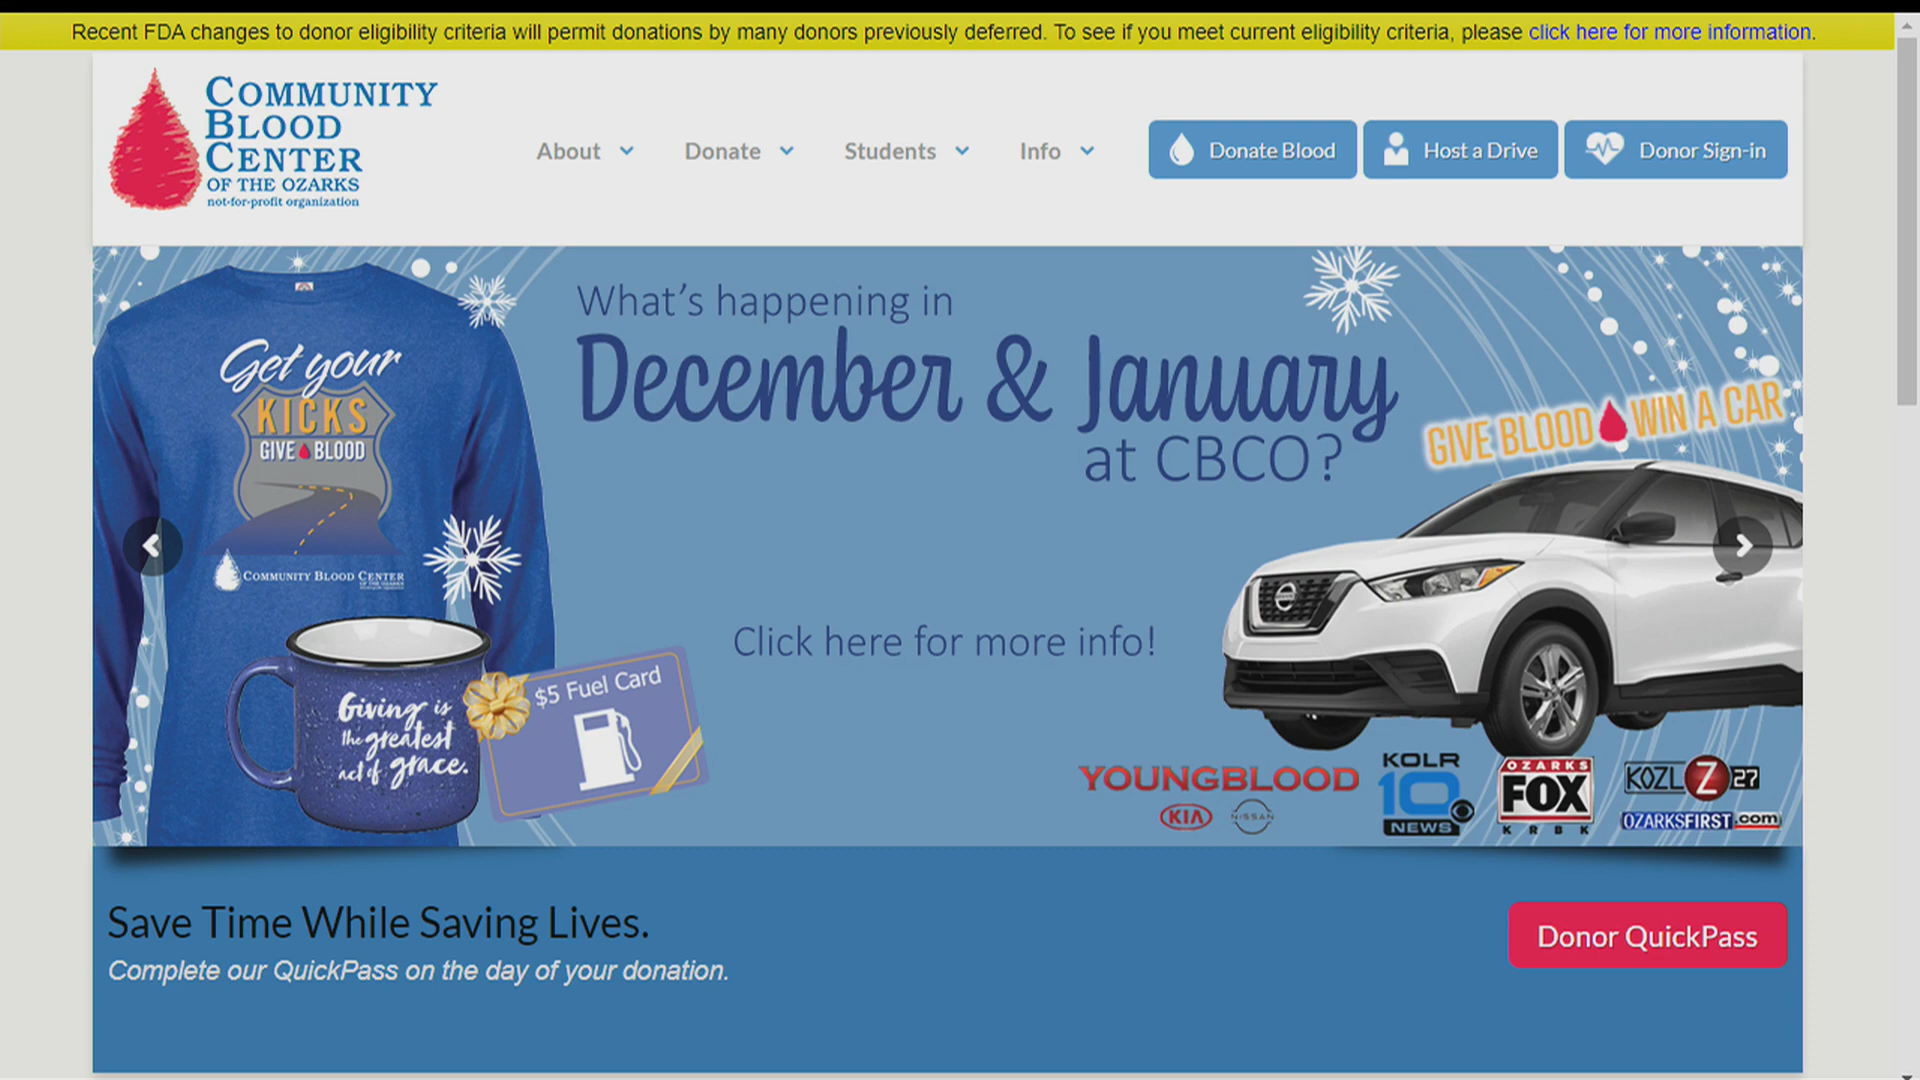 Recent FDA changes to donor eligibility criteria will permit donations by many donors previously deferred. To see if you meet current eligibility criteria, please click here for more information.
COMMUNITY
BLOOD
CENTER
OF THE OZARKS
not-for-profit organization
About
Donate
Students
Info
Donate Blood
Host a Drive
Donor Sign-in
What's happening in
December & January
at CBCO?
Get your
KICKS
GIVE BLOOD
COMMUNITY BLOOD CENTER
OF THE OZARKS
GIVE BLOOD WIN A CAR
Click here for more info!
Giving is
the greatest
act of grace.
$5 Fuel Card
YOUNGBLOOD
KIA
NISSAN
KOLR
10
NEWS
OZARKS
FOX
KRBK
KOZL Z 27
OZARKSFIRST.com
Save Time While Saving Lives.
Complete our QuickPass on the day of your donation.
Donor QuickPass